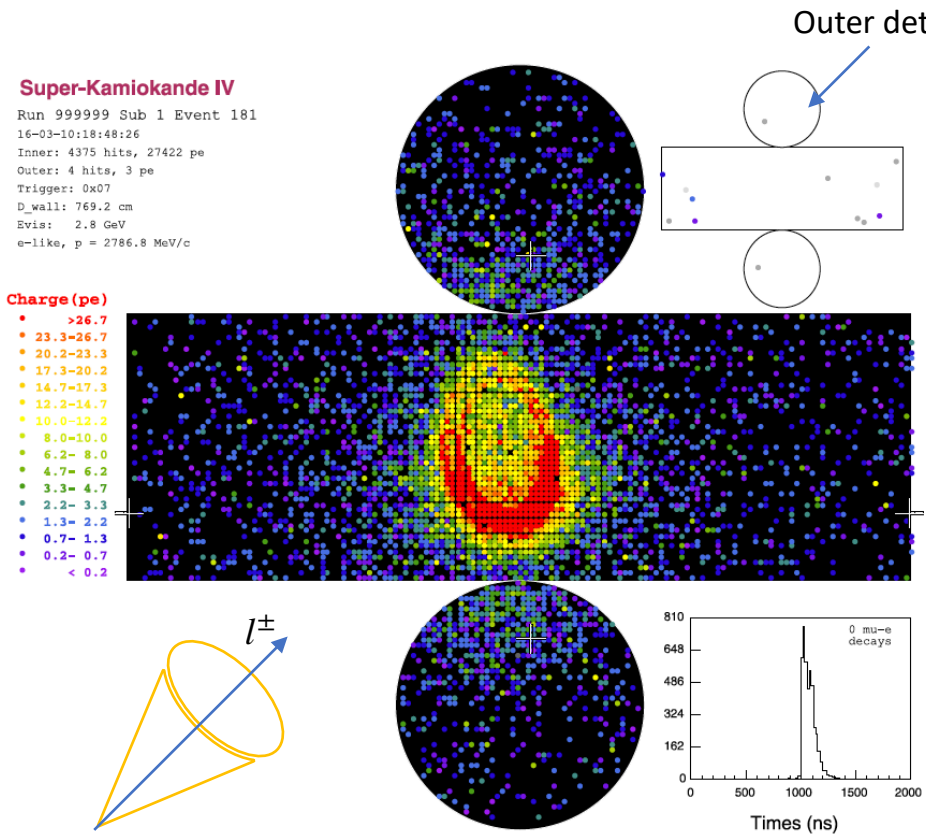 Outer det
Super-Kamiokande IV
Run 999999 Sub 1 Event 181
16-03-10:18:48:26
Inner: 4375 hits, 27422 pe
Outer: 4 hits, 3 pe
Trigger: 0x07
D_wall: 769.2 cm
Evis: 2.8 GeV
e-like, p = 2786.8 MeV/c
Charge(pe)
>26.7
23.3-26.7
20.2-23.3
17.3-20.2
14.7-17.3
12.2-14.7
10.0-12.2
8.0-10.0
6.2- 8.0
4.7- 6.2
3.3- 4.7
2.2- 3.3
1.3- 2.2
0.7- 1.3
0.2- 0.7
< 0.2
l±
810
648
486
324
162
0
0 mu-e
decays
0 500 1000 1500 2000
Times (ns)